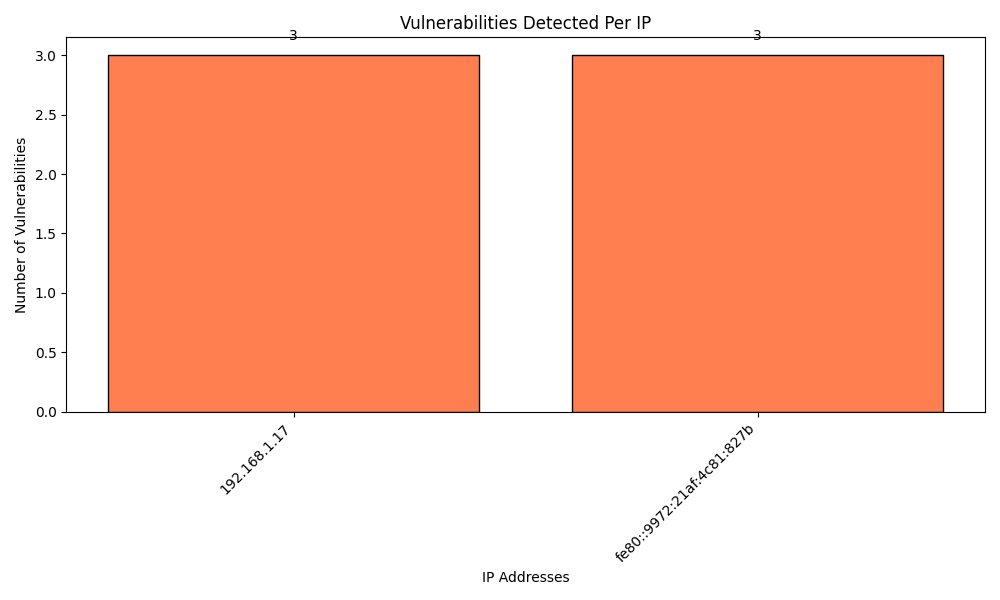 Vulnerabilities Detected Per IP
3
3
3.0
2.5
2.0
1.5
1.0
0.5
0.0
Number of Vulnerabilities
192.168.1.17
fe80::9972:21af:4c81:827b
IP Addresses